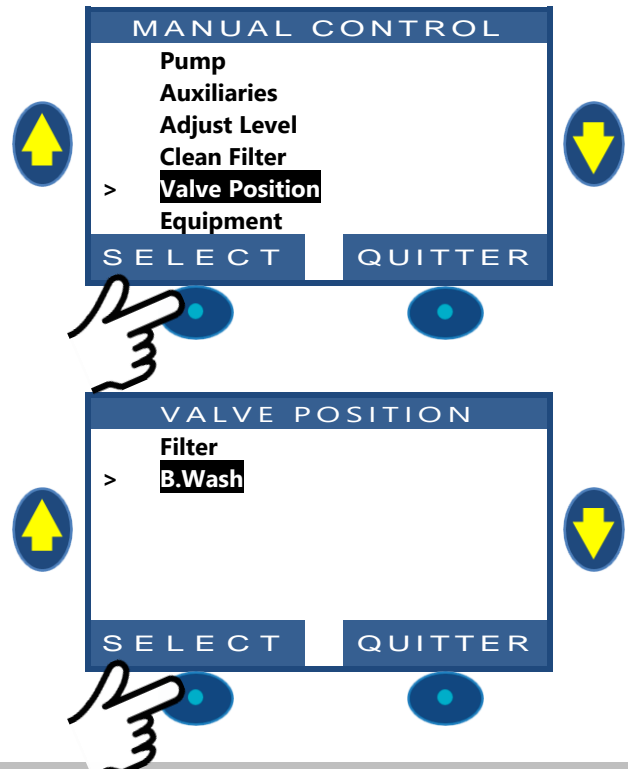 MANUAL CONTROL
Pump
Auxiliaries
Adjust Level
Clean Filter
> Valve Position
Equipment
SELECT QUITTER
VALVE POSITION
Filter
> B.Wash
SELECT QUITTER